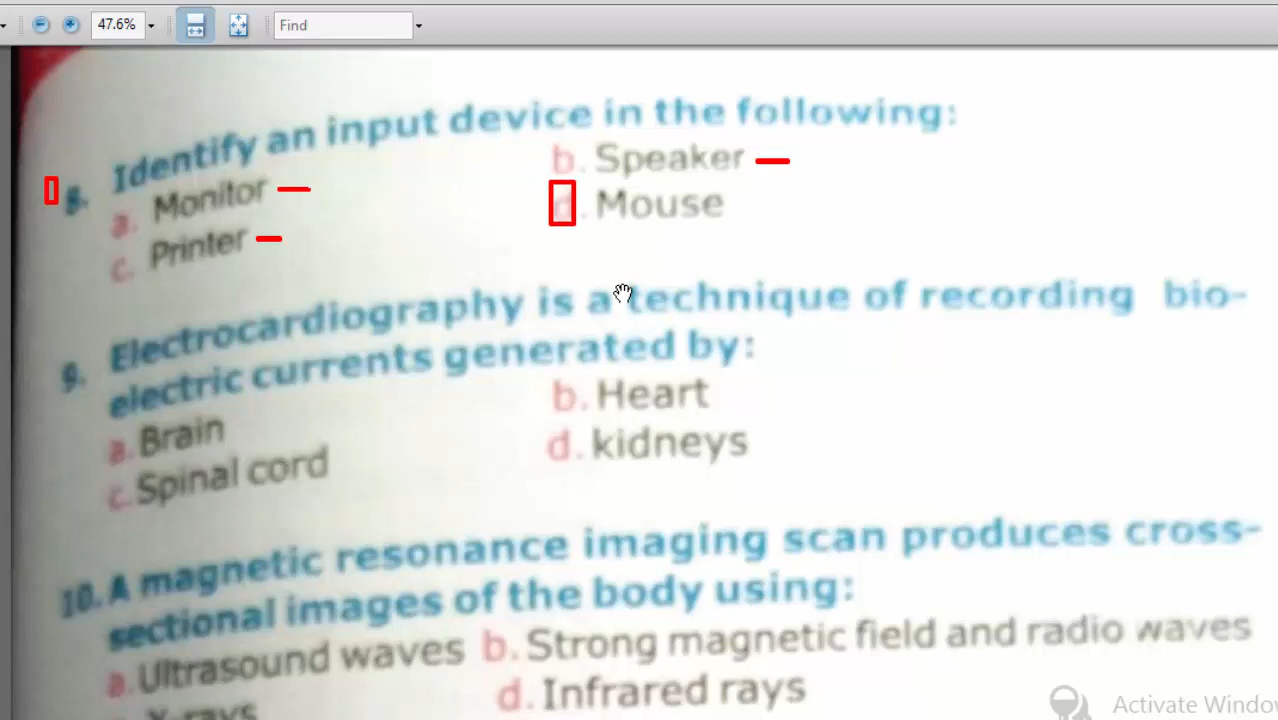 47.6%
Find
8. Identify an input device in the following:
a. Monitor
b. Speaker
c. Printer
d. Mouse
9. Electrocardiography is a technique of recording bio-
electric currents generated by:
a. Brain
b. Heart
c. Spinal cord
d. kidneys
10. A magnetic resonance imaging scan produces cross-
sectional images of the body using:
a. Ultrasound waves
b. Strong magnetic field and radio waves
X-rays
d. Infrared rays
Activate Window